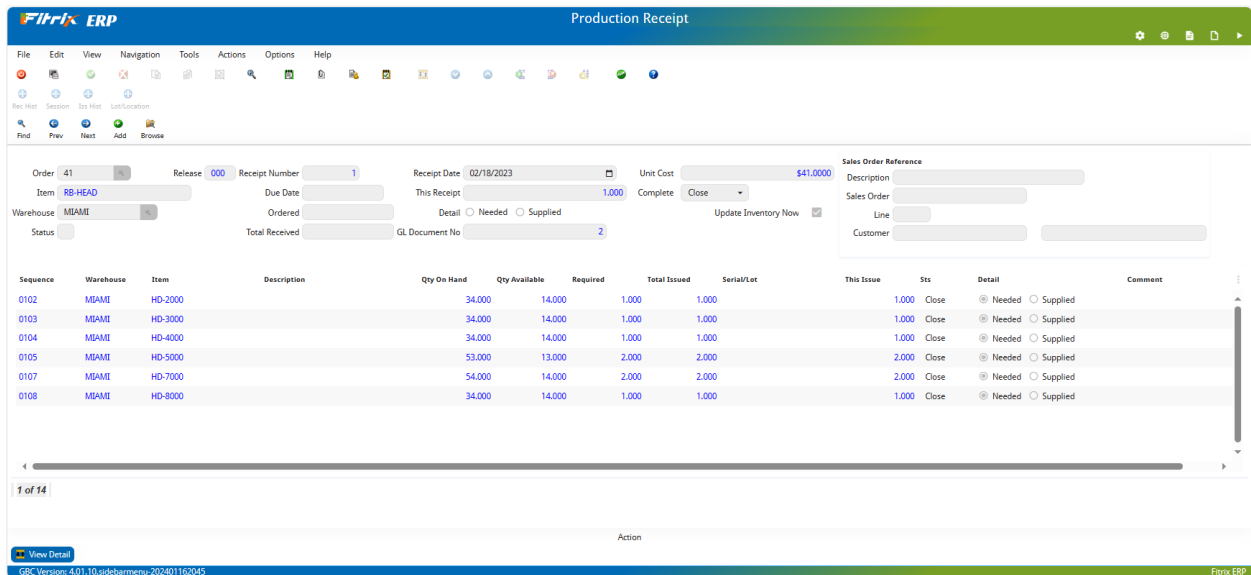 Fitrix ERP Production Receipt
File Edit View Navigation Tools Actions Options Help
Rec Hist Session Iss Hist Lot/Location
Find Prev Next Add Browse
Sales Order Reference
Order 41 Release 000 Receipt Number 1 Receipt Date 02/18/2023 Unit Cost $41.0000 Description
Item RB-HEAD Due Date This Receipt 1.000 Complete Close Sales Order
Warehouse MIAMI Ordered Detail Needed Supplied Update Inventory Now Line
Status Total Received GL Document No 2 Customer
Sequence Warehouse Item Description Qty On Hand Qty Available Required Total Issued Serial/Lot This Issue Sts Detail Comment
0102 MIAMI HD-2000 34.000 14.000 1.000 1.000 1.000 Close Needed Supplied
0103 MIAMI HD-3000 34.000 14.000 1.000 1.000 1.000 Close Needed Supplied
0104 MIAMI HD-4000 34.000 14.000 1.000 1.000 1.000 Close Needed Supplied
0105 MIAMI HD-5000 53.000 13.000 2.000 2.000 2.000 Close Needed Supplied
0107 MIAMI HD-7000 54.000 14.000 2.000 2.000 2.000 Close Needed Supplied
0108 MIAMI HD-8000 34.000 14.000 1.000 1.000 1.000 Close Needed Supplied
1 of 14
Action
View Detail
GBC Version: 4.01.10.sidebarmenu-202401162045 Fitrix ERP